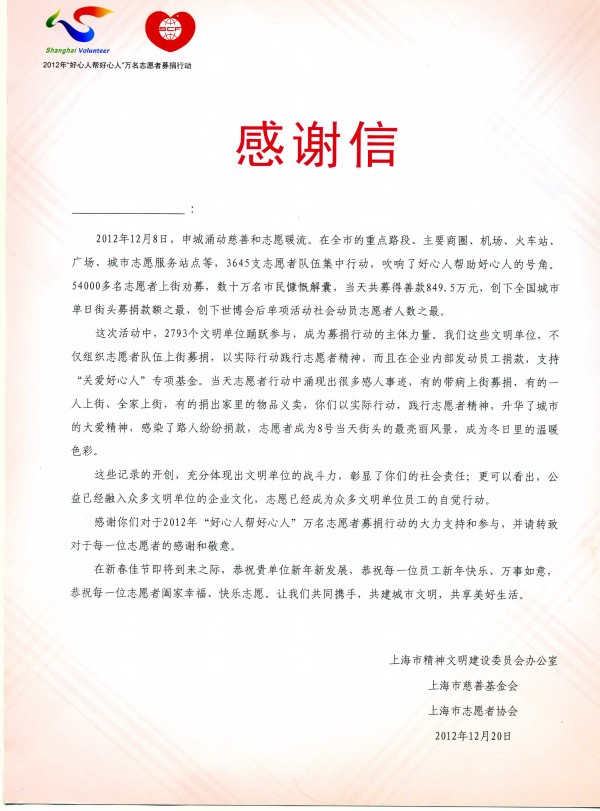 Shanghai Volunteer
SCF
2012年“好心人帮好心人”万名志愿者募捐行动
感谢信
：
2012年12月8日，申城涌动慈善和志愿暖流。在全市的重点路段、主要商圈、机场、火车站、
广场、城市志愿服务站点等，3645支志愿者队伍集中行动，吹响了好心人帮助好心人的号角。
54000多名志愿者上街劝募，数十万名市民慷慨解囊，当天共募得善款849.5万元，创下全国城市
单日街头募捐款额之最，创下世博会后单项活动社会动员志愿者人数之最。
这次活动中，2793个文明单位踊跃参与，成为募捐行动的主体力量。我们这些文明单位，不
仅组织志愿者队伍上街募捐，以实际行动践行志愿者精神，而且在企业内部发动员工捐款，支持
“关爱好心人”专项基金。当天志愿者行动中涌现出很多感人事迹，有的带病上街募捐，有的一
人上街、全家上街，有的捐出家里的物品义卖，你们以实际行动，践行志愿者精神，升华了城市
的大爱精神，感染了路人纷纷捐款，志愿者成为8号当天街头的最亮丽风景，成为冬日里的温暖
色彩。
这些记录的开创，充分体现出文明单位的战斗力，彰显了你们的社会责任；更可以看出，公
益已经融入众多文明单位的企业文化，志愿已经成为众多文明单位员工的自觉行动。
感谢你们对于2012年“好心人帮好心人”万名志愿者募捐行动的大力支持和参与，并请转致
对于每一位志愿者的感谢和敬意。
在新春佳节即将到来之际，恭祝贵单位新年新发展，恭祝每一位员工新年快乐、万事如意，
恭祝每一位志愿者阖家幸福、快乐志愿。让我们共同携手，共建城市文明，共享美好生活。
上海市精神文明建设委员会办公室
上海市慈善基金会
上海市志愿者协会
2012年12月20日